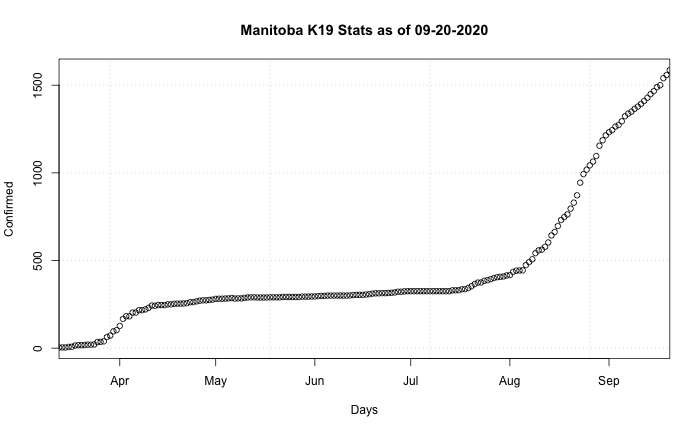 Manitoba K19 Stats as of 09-20-2020
1500
1000
500
0
Confirmed
Apr May Jun Jul Aug Sep
Days